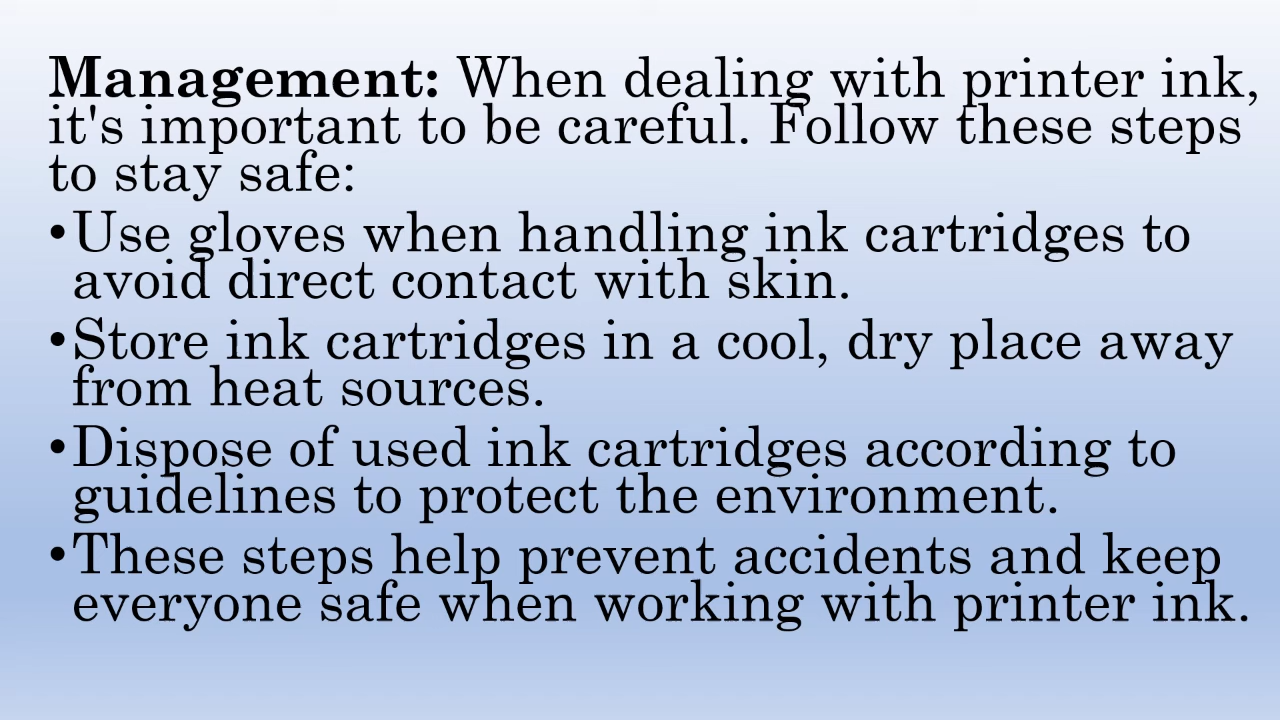 Management: When dealing with printer ink,
it's important to be careful. Follow these steps
to stay safe:
•Use gloves when handling ink cartridges to
avoid direct contact with skin.
•Store ink cartridges in a cool, dry place away
from heat sources.
•Dispose of used ink cartridges according to
guidelines to protect the environment.
•These steps help prevent accidents and keep
everyone safe when working with printer ink.